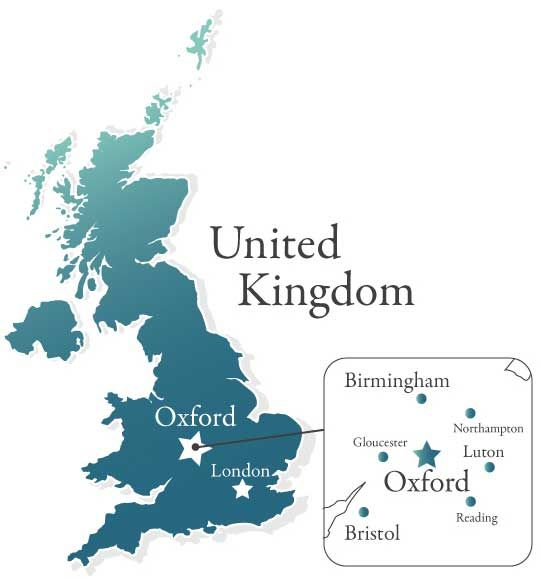 United
Kingdom
Oxford
London
Birmingham
Northampton
Gloucester
Luton
Oxford
Reading
Bristol